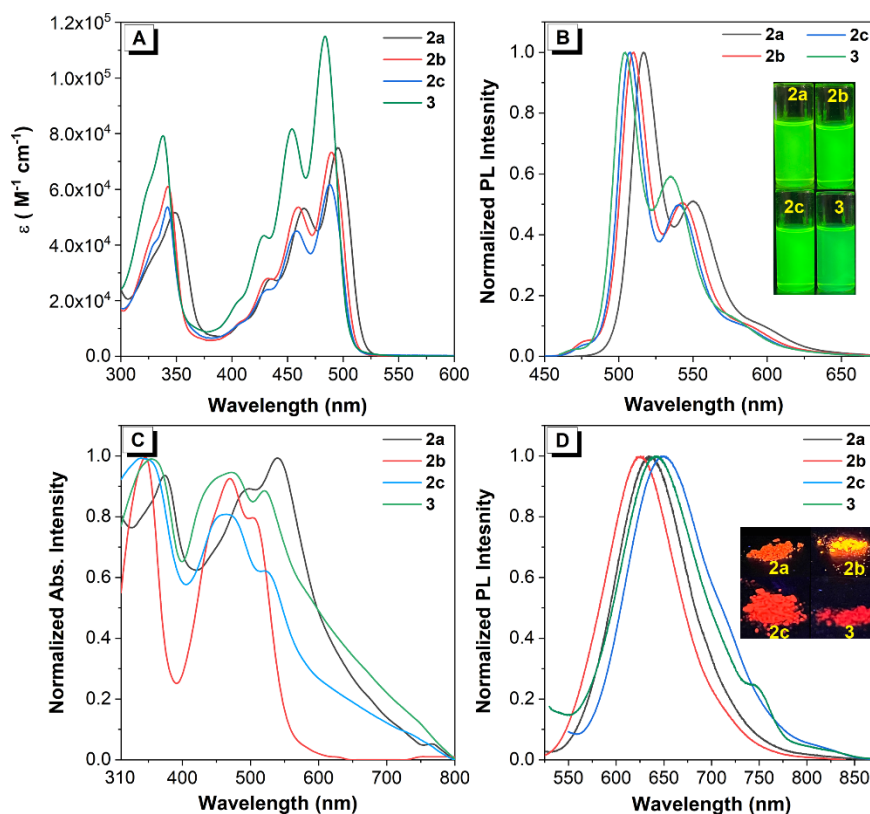 A
2a
2b
2c
3
1.2x10⁵
1.0x10⁵
8.0x10⁴
6.0x10⁴
4.0x10⁴
2.0x10⁴
0.0
ε ( M⁻¹ cm⁻¹)
300 350 400 450 500 550 600
Wavelength (nm)
B
2a 2c
2b 3
1.0
0.8
0.6
0.4
0.2
0.0
Normalized PL Intesnity
2a 2b
2c 3
450 500 550 600 650
Wavelength (nm)
C
2a
2b
2c
3
1.0
0.8
0.6
0.4
0.2
0.0
Normalized Abs. Intensity
310 400 500 600 700 800
Wavelength (nm)
D
2a
2b
2c
3
1.0
0.8
0.6
0.4
0.2
0.0
Normalized PL Intesnity
2a 2b
2c 3
550 600 650 700 750 800 850
Wavelength (nm)